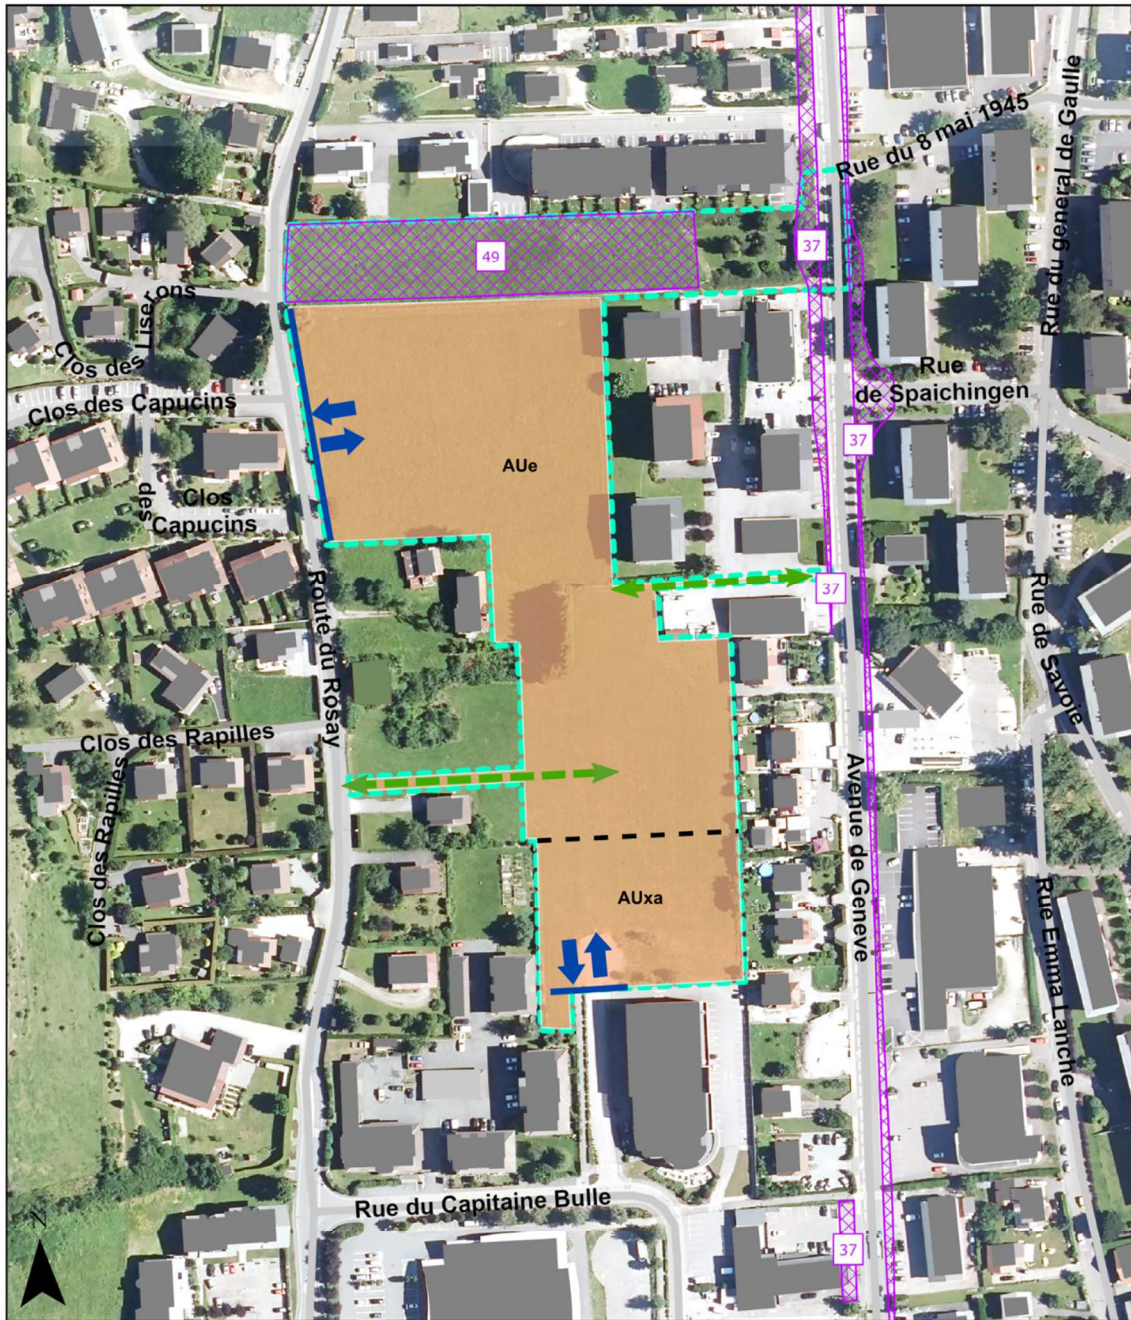 Rue du 8 mai 1945
Rue du general de Gaulle
37
49
Clos des Liserons
Rue
de Spaichingen
Clos des Capucins
37
AUe
Clos
des
Capucins
37
Route du Rosay
Rue de Savoie
Clos des Rapilles
Avenue de Geneve
Clos des Rapilles
AUxa
Rue Emma Lanche
Rue du Capitaine Bulle
N
37